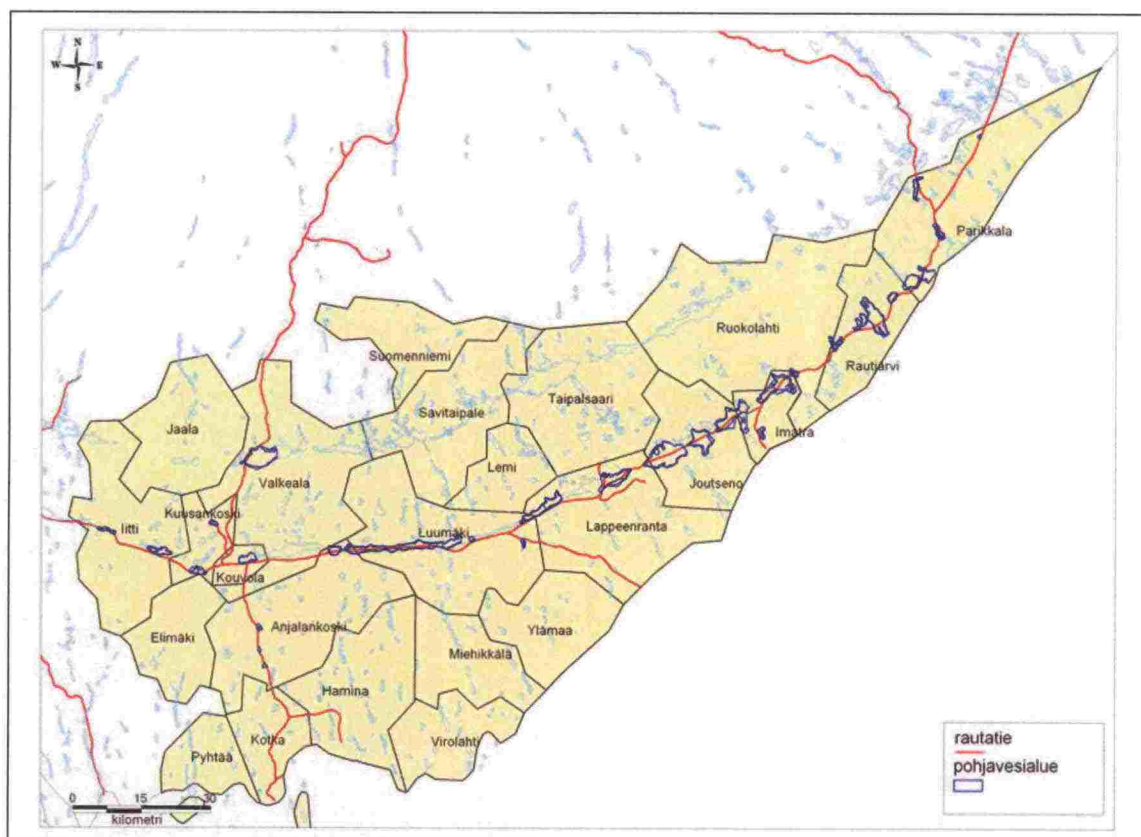 N
W E
S
Parikkala
Ruokolahti
Suomenniemi
Rautjärvi
Savitaipale
Taipalsaari
Jaala
Imatra
Lemi
Valkeala
Joutseno
Kuusankoski
Iitti
Luumäki
Lappeenranta
Kouvola
Anjalankoski
Ylämaa
Elimäki
Miehikkälä
Hamina
Kotka
Virolahti
Pyhtää
rautatie
pohjavesialue
0 15 30
kilometri